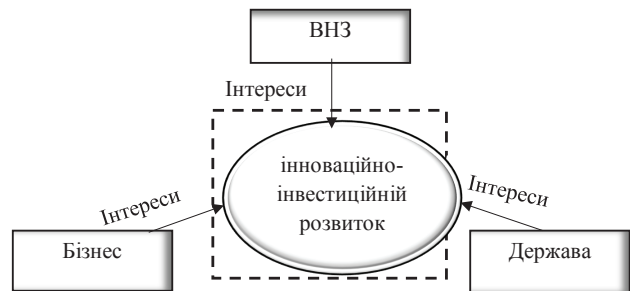 ВНЗ
Інтереси
інноваційно-
інвестиційній
розвиток
Інтереси
Інтереси
Бізнес
Держава